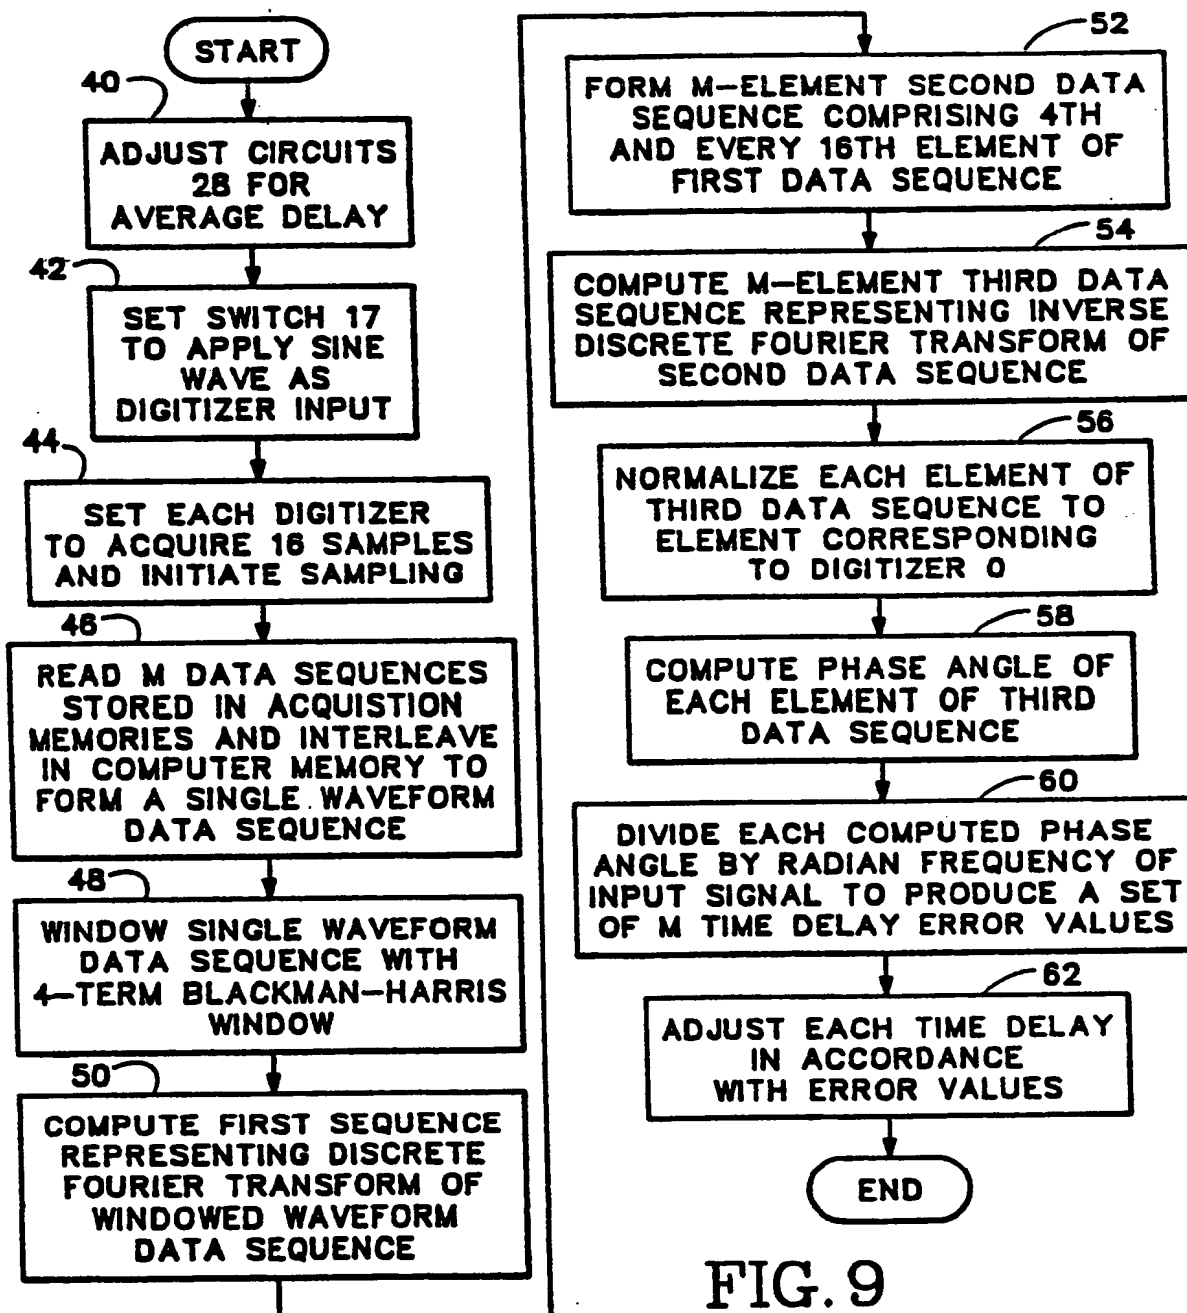 START
40
ADJUST CIRCUITS
28 FOR
AVERAGE DELAY
42
SET SWITCH 17
TO APPLY SINE
WAVE AS
DIGITIZER INPUT
44
SET EACH DIGITIZER
TO ACQUIRE 16 SAMPLES
AND INITIATE SAMPLING
46
READ M DATA SEQUENCES
STORED IN ACQUISTION
MEMORIES AND INTERLEAVE
IN COMPUTER MEMORY TO
FORM A SINGLE WAVEFORM
DATA SEQUENCE
48
WINDOW SINGLE WAVEFORM
DATA SEQUENCE WITH
4-TERM BLACKMAN-HARRIS
WINDOW
50
COMPUTE FIRST SEQUENCE
REPRESENTING DISCRETE
FOURIER TRANSFORM OF
WINDOWED WAVEFORM
DATA SEQUENCE
52
FORM M-ELEMENT SECOND DATA
SEQUENCE COMPRISING 4TH
AND EVERY 16TH ELEMENT OF
FIRST DATA SEQUENCE
54
COMPUTE M-ELEMENT THIRD DATA
SEQUENCE REPRESENTING INVERSE
DISCRETE FOURIER TRANSFORM OF
SECOND DATA SEQUENCE
56
NORMALIZE EACH ELEMENT OF
THIRD DATA SEQUENCE TO
ELEMENT CORRESPONDING
TO DIGITIZER 0
58
COMPUTE PHASE ANGLE OF
EACH ELEMENT OF THIRD
DATA SEQUENCE
60
DIVIDE EACH COMPUTED PHASE
ANGLE BY RADIAN FREQUENCY OF
INPUT SIGNAL TO PRODUCE A SET
OF M TIME DELAY ERROR VALUES
62
ADJUST EACH TIME DELAY
IN ACCORDANCE
WITH ERROR VALUES
END
FIG. 9